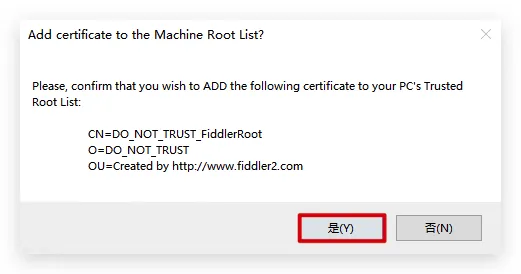 Add certificate to the Machine Root List?
Please, confirm that you wish to ADD the following certificate to your PC's Trusted
Root List:
CN=DO_NOT_TRUST_FiddlerRoot
O=DO_NOT_TRUST
OU=Created by http://www.fiddler2.com
是(Y)
否(N)